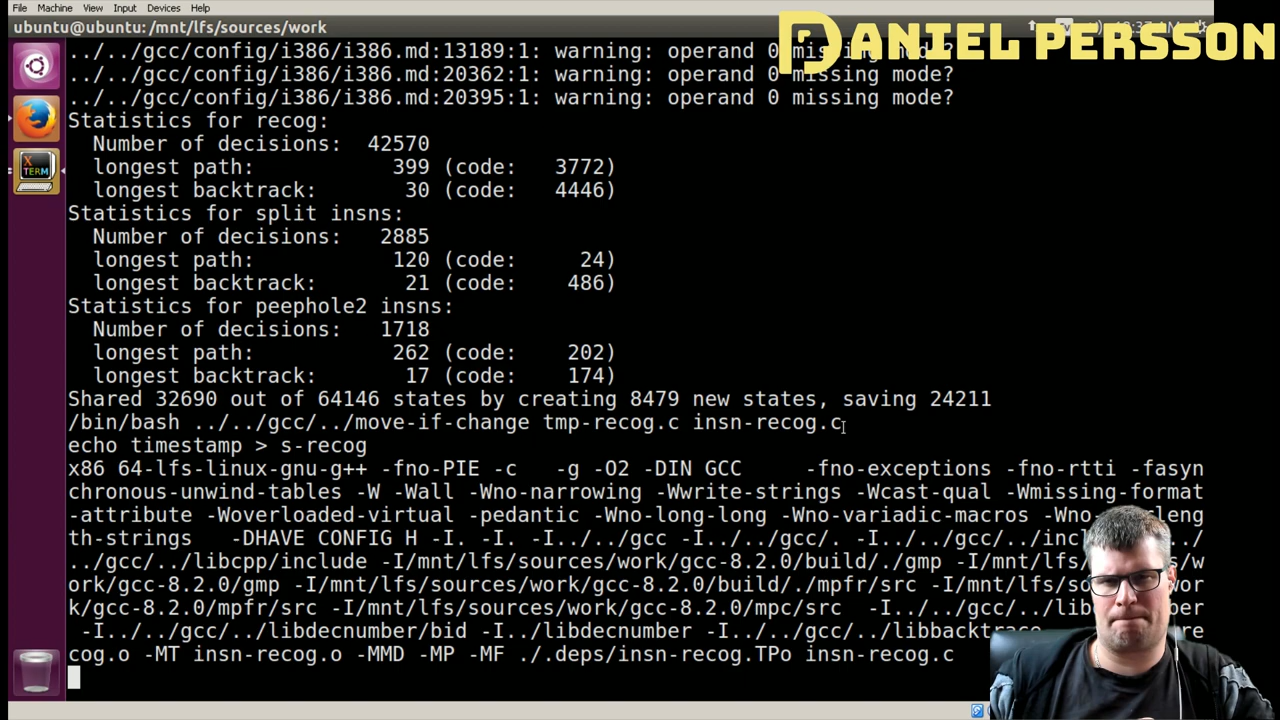 File Machine View Input Devices Help
ubuntu@ubuntu: /mnt/lfs/sources/work
DANIEL PERSSON
../../gcc/config/i386/i386.md:13189:1: warning: operand 0 missing mode?
../../gcc/config/i386/i386.md:20362:1: warning: operand 0 missing mode?
../../gcc/config/i386/i386.md:20395:1: warning: operand 0 missing mode?
Statistics for recog:
Number of decisions: 42570
longest path: 399 (code: 3772)
longest backtrack: 30 (code: 4446)
Statistics for split insns:
Number of decisions: 2885
longest path: 120 (code: 24)
longest backtrack: 21 (code: 486)
Statistics for peephole2 insns:
Number of decisions: 1718
longest path: 262 (code: 202)
longest backtrack: 17 (code: 174)
Shared 32690 out of 64146 states by creating 8479 new states, saving 24211
/bin/bash ../../gcc/../move-if-change tmp-recog.c insn-recog.c
echo timestamp > s-recog
x86 64-lfs-linux-gnu-g++ -fno-PIE -c -g -O2 -DIN GCC -fno-exceptions -fno-rtti -fasyn
chronous-unwind-tables -W -Wall -Wno-narrowing -Wwrite-strings -Wcast-qual -Wmissing-format
-attribute -Woverloaded-virtual -pedantic -Wno-long-long -Wno-variadic-macros -Wno leng
th-strings -DHAVE CONFIG H -I. -I. -I../../gcc -I../../gcc/. -I../../gcc/../inc /
../gcc/../libcpp/include -I/mnt/lfs/sources/work/gcc-8.2.0/build/./gmp -I/mnt/lfs/sources/w
ork/gcc-8.2.0/gmp -I/mnt/lfs/sources/work/gcc-8.2.0/build/./mpfr/src -I/mnt/lfs/so wor
k/gcc-8.2.0/mpfr/src -I/mnt/lfs/sources/work/gcc-8.2.0/mpc/src -I../../gcc/../lib ber
-I../../gcc/../libdecnumber/bid -I../libdecnumber -I../../gcc/../libbacktrace re
cog.o -MT insn-recog.o -MMD -MP -MF ./.deps/insn-recog.TPo insn-recog.c
X
TERM